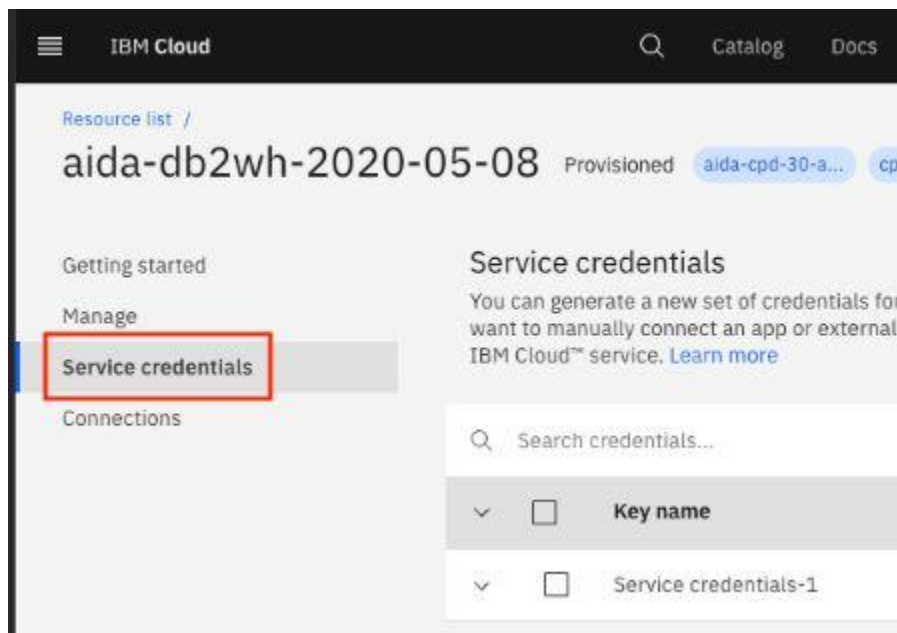 IBM Cloud
Catalog
Docs
Resource list /
aida-db2wh-2020-05-08
Provisioned
aida-cpd-30-a...
cp
Getting started
Manage
Service credentials
Connections
Service credentials
You can generate a new set of credentials for
want to manually connect an app or external
IBM Cloud™ service. Learn more
Search credentials...
Key name
Service credentials-1